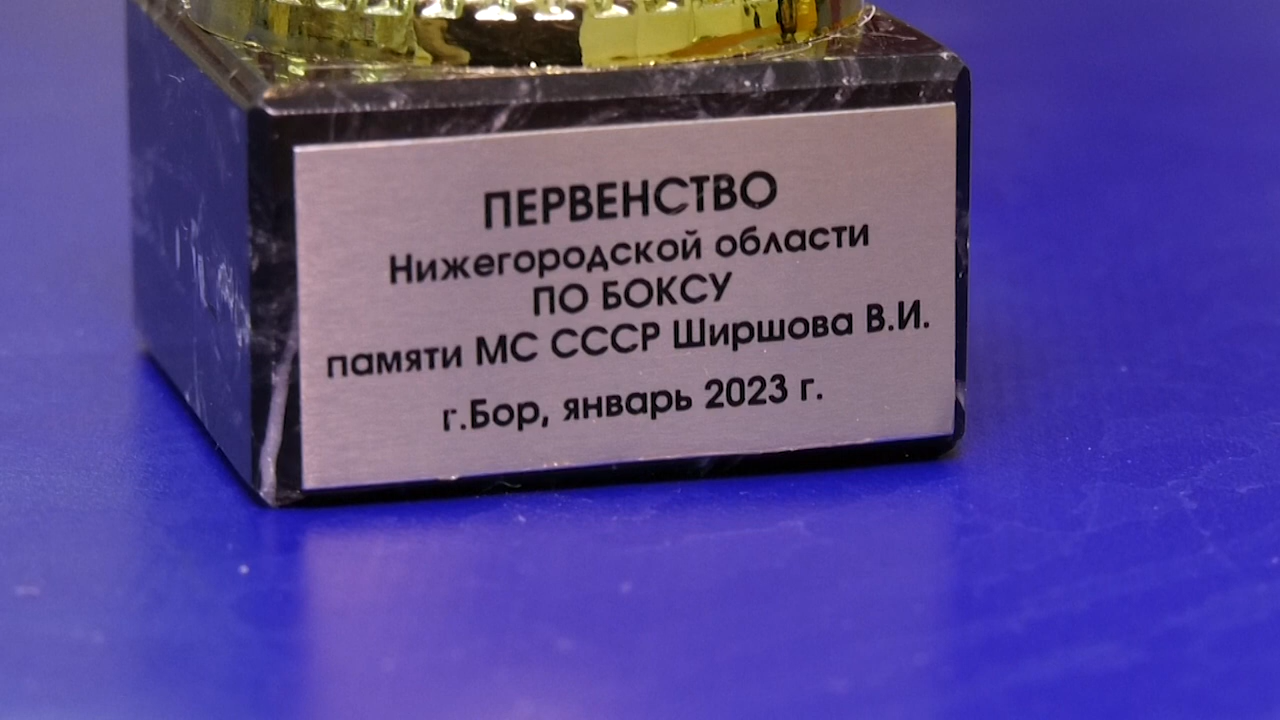 ПЕРВЕНСТВО
Нижегородской области
ПО БОКСУ
памяти МС СССР Ширшова В.И.
г.Бор, январь 2023 г.